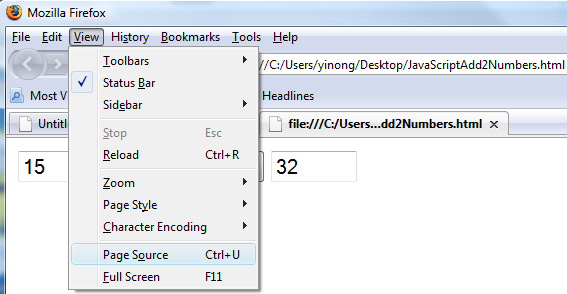 Mozilla Firefox
File Edit View History Bookmarks Tools Help
//C:/Users/yinong/Desktop/JavaScriptAdd2Numbers.html
Most V
Headlines
Untitl
file:///C:/Users...dd2Numbers.html
15
32
Toolbars
Status Bar
Sidebar
Stop Esc
Reload Ctrl+R
Zoom
Page Style
Character Encoding
Page Source Ctrl+U
Full Screen F11